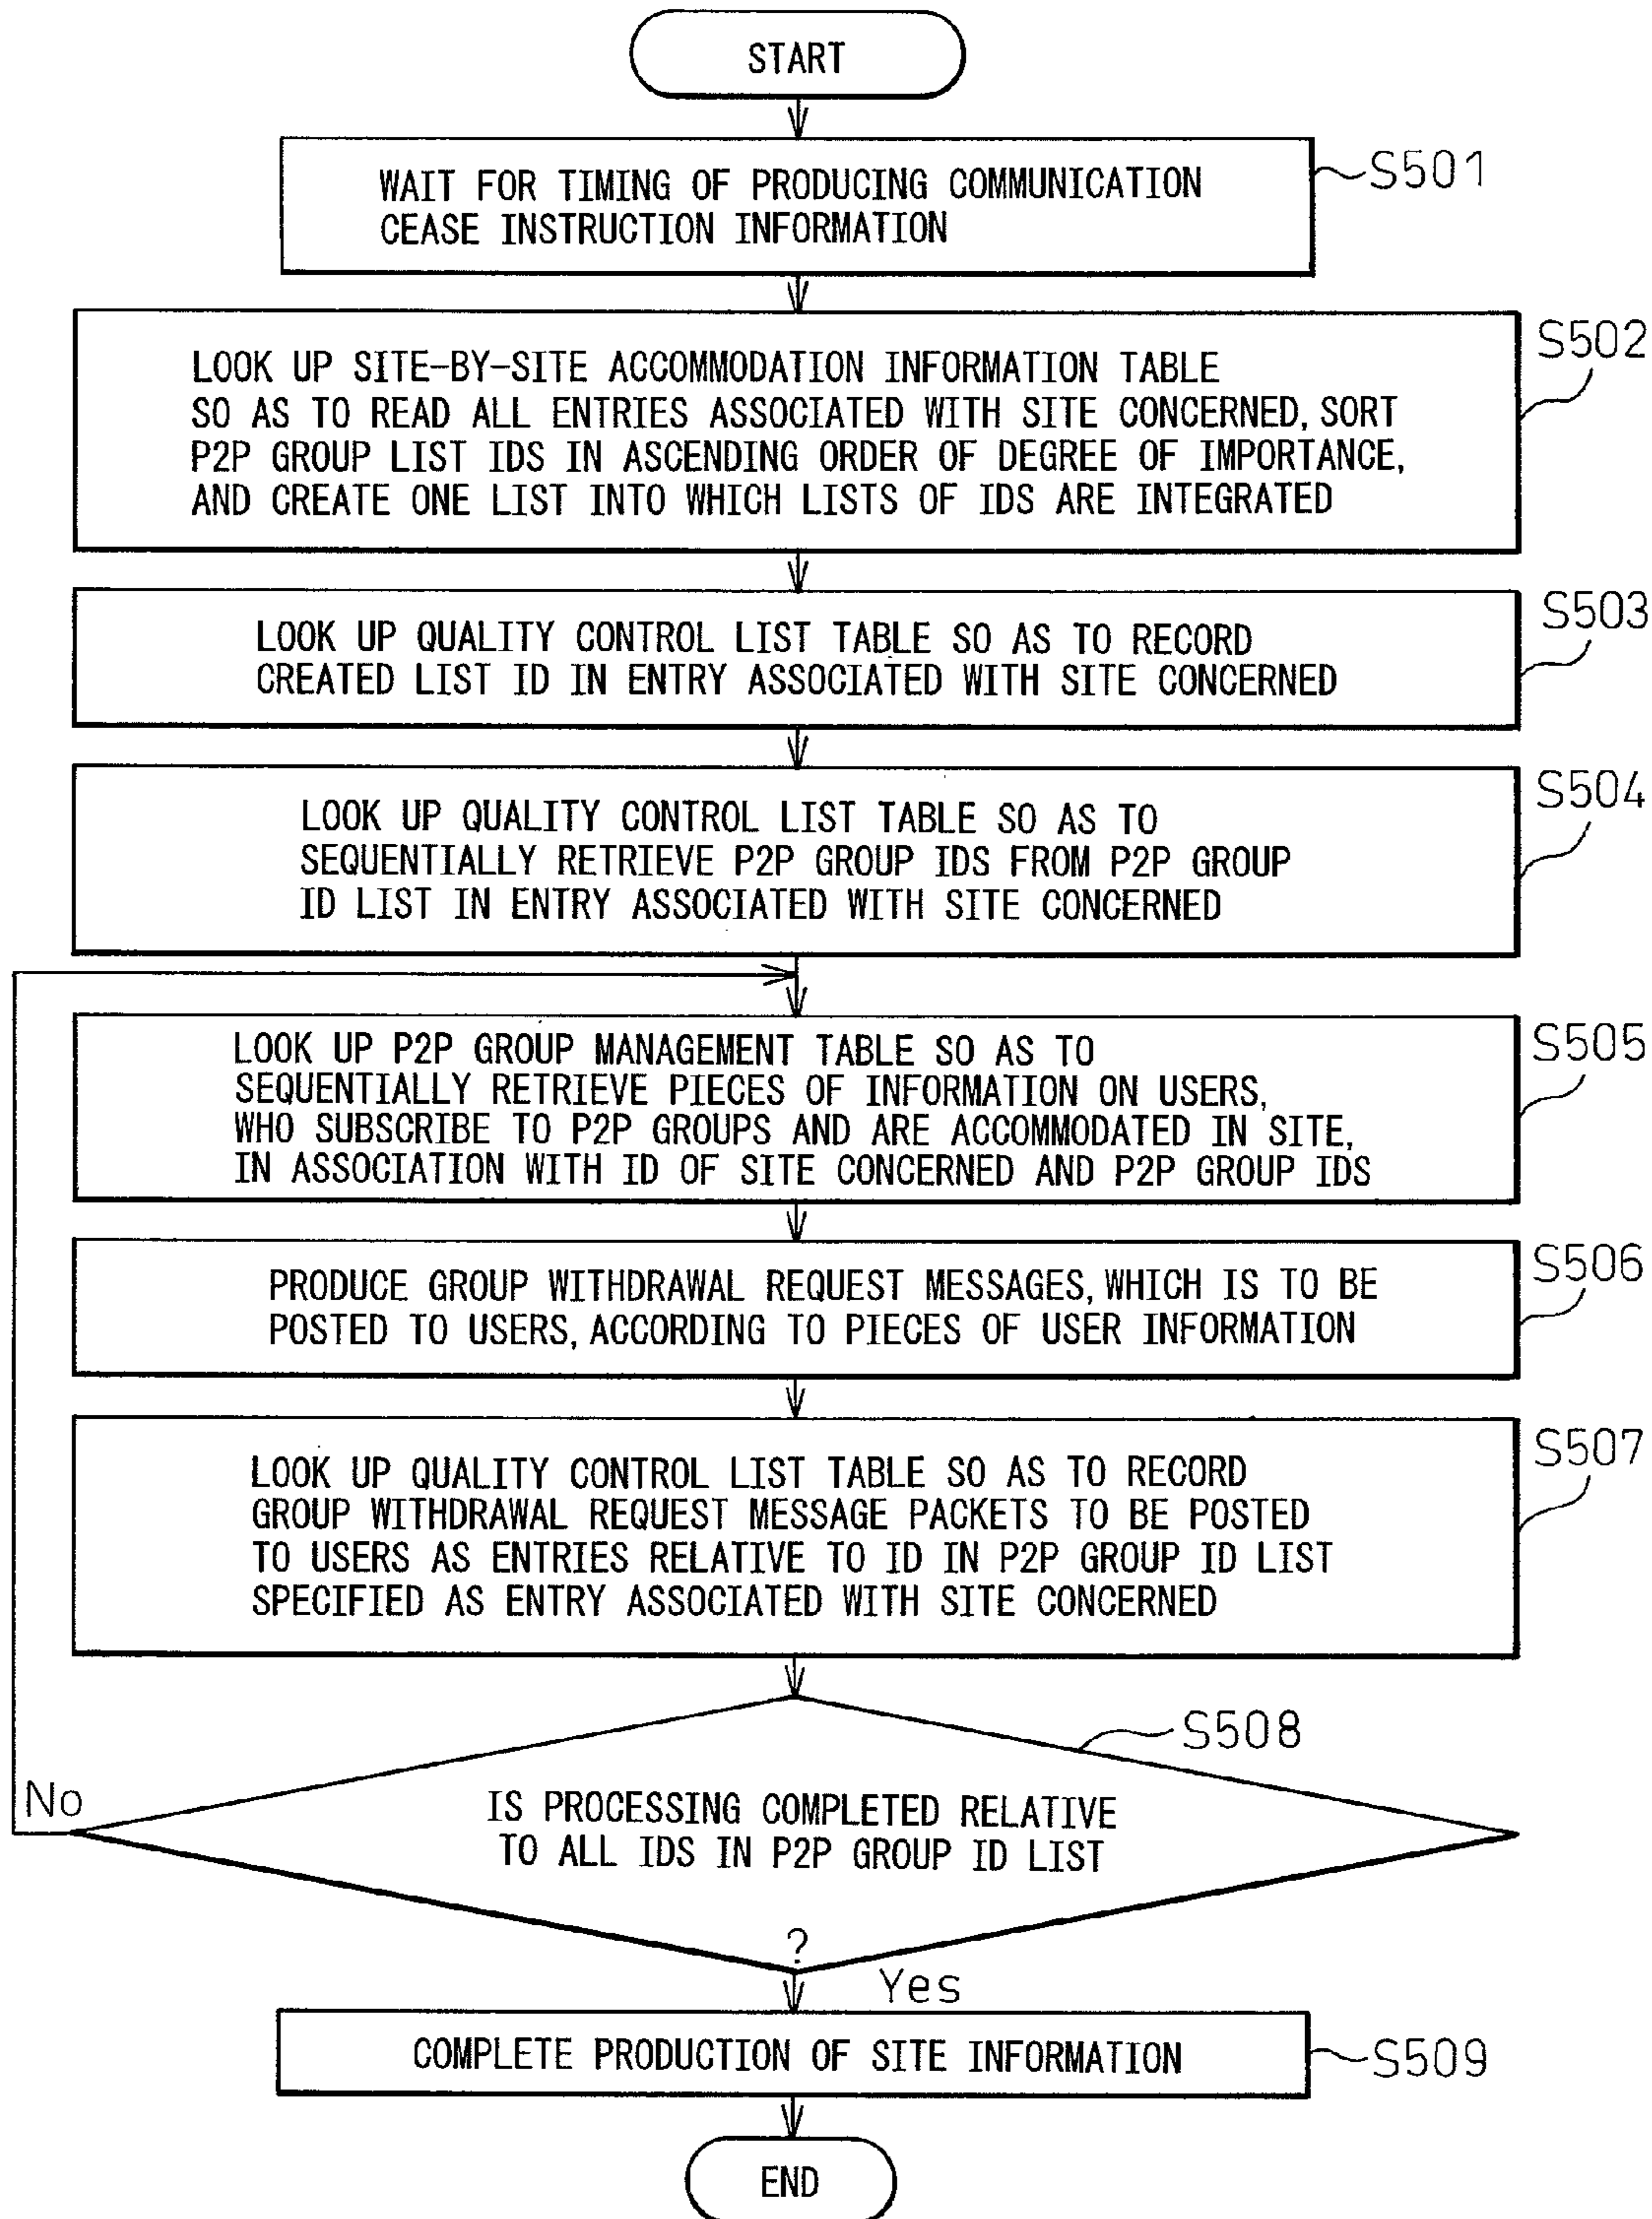 START
WAIT FOR TIMING OF PRODUCING COMMUNICATION
CEASE INSTRUCTION INFORMATION
S501
LOOK UP SITE-BY-SITE ACCOMMODATION INFORMATION TABLE
SO AS TO READ ALL ENTRIES ASSOCIATED WITH SITE CONCERNED, SORT
P2P GROUP LIST IDS IN ASCENDING ORDER OF DEGREE OF IMPORTANCE,
AND CREATE ONE LIST INTO WHICH LISTS OF IDS ARE INTEGRATED
S502
LOOK UP QUALITY CONTROL LIST TABLE SO AS TO RECORD
CREATED LIST ID IN ENTRY ASSOCIATED WITH SITE CONCERNED
S503
LOOK UP QUALITY CONTROL LIST TABLE SO AS TO
SEQUENTIALLY RETRIEVE P2P GROUP IDS FROM P2P GROUP
ID LIST IN ENTRY ASSOCIATED WITH SITE CONCERNED
S504
LOOK UP P2P GROUP MANAGEMENT TABLE SO AS TO
SEQUENTIALLY RETRIEVE PIECES OF INFORMATION ON USERS,
WHO SUBSCRIBE TO P2P GROUPS AND ARE ACCOMMODATED IN SITE,
IN ASSOCIATION WITH ID OF SITE CONCERNED AND P2P GROUP IDS
S505
PRODUCE GROUP WITHDRAWAL REQUEST MESSAGES, WHICH IS TO BE
POSTED TO USERS, ACCORDING TO PIECES OF USER INFORMATION
S506
LOOK UP QUALITY CONTROL LIST TABLE SO AS TO RECORD
GROUP WITHDRAWAL REQUEST MESSAGE PACKETS TO BE POSTED
TO USERS AS ENTRIES RELATIVE TO ID IN P2P GROUP ID LIST
SPECIFIED AS ENTRY ASSOCIATED WITH SITE CONCERNED
S507
S508
No
IS PROCESSING COMPLETED RELATIVE
TO ALL IDS IN P2P GROUP ID LIST
?
Yes
COMPLETE PRODUCTION OF SITE INFORMATION
S509
END